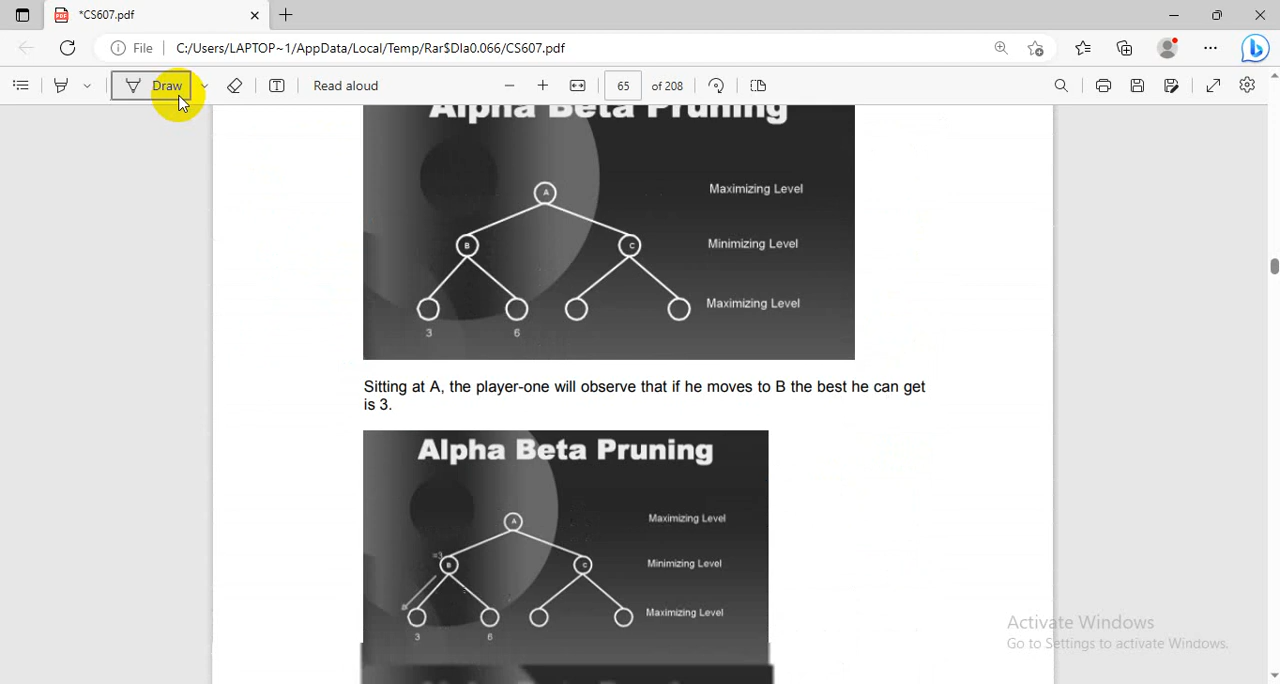 *CS607.pdf
File
C:/Users/LAPTOP~1/AppData/Local/Temp/Rar$DIa0.066/CS607.pdf
Draw
Read aloud
65 of 208
Alpha Beta Pruning
A
Maximizing Level
B
C
Minimizing Level
Maximizing Level
3 6
Sitting at A, the player-one will observe that if he moves to B the best he can get
is 3.
Alpha Beta Pruning
A
Maximizing Level
=3
B
C
Minimizing Level
Maximizing Level
3 6
Activate Windows
Go to Settings to activate Windows.